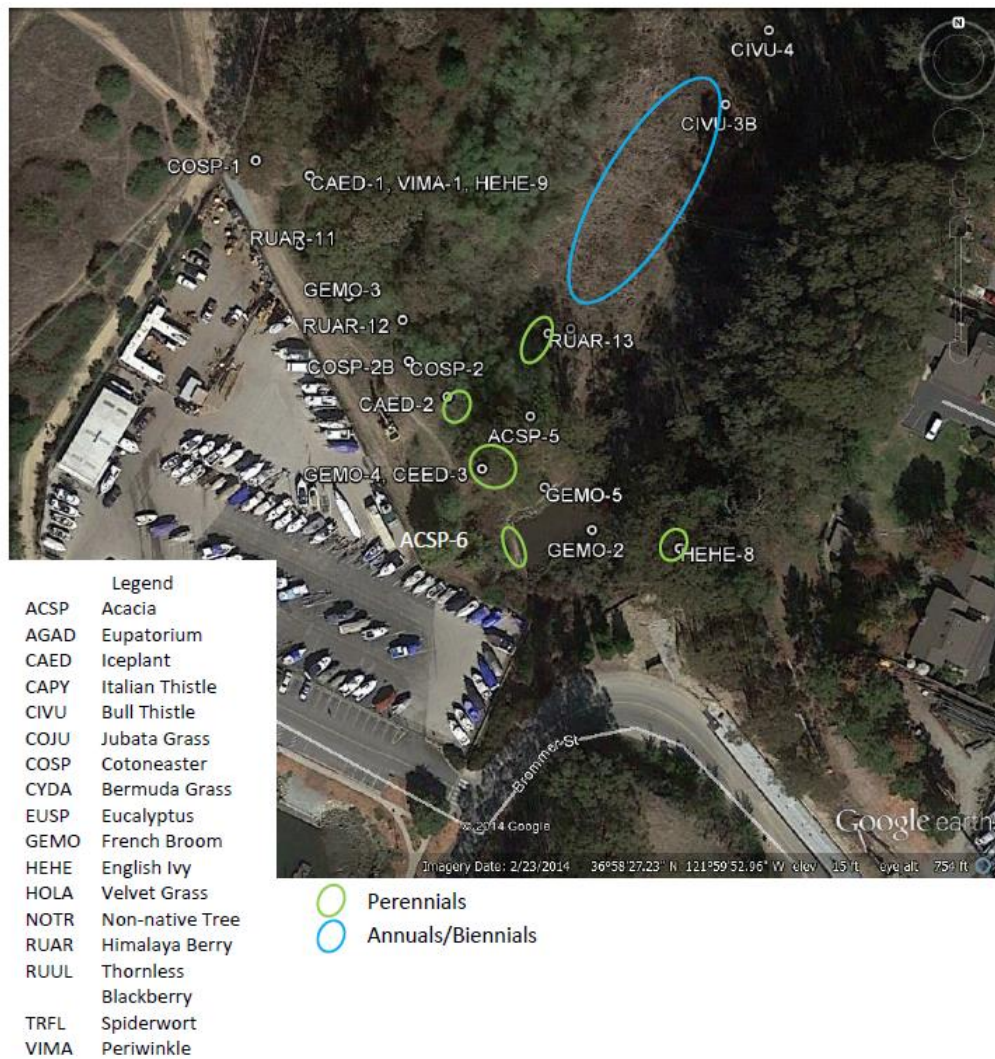 N
CIVU-4
CIVU-3B
COSP-1
CAED-1, VIMA-1, HEHE-9
RUAR-11
GEMO-3
RUAR-12
RUAR-13
COSP-2B
COSP-2
CAED-2
ACSP-5
GEMO-4, CEED-3
GEMO-5
ACSP-6
GEMO-2
HEHE-8
Brommer St
© 2014 Google
Google earth
Imagery Date: 2/23/2014 36°58'27.23" N 121°59'52.96" W elev 15 ft eye alt 754 ft
Legend
ACSP Acacia
AGAD Eupatorium
CAED Iceplant
CAPY Italian Thistle
CIVU Bull Thistle
COJU Jubata Grass
COSP Cotoneaster
CYDA Bermuda Grass
EUSP Eucalyptus
GEMO French Broom
HEHE English Ivy
HOLA Velvet Grass
NOTR Non-native Tree
RUAR Himalaya Berry
RUUL Thornless
Blackberry
TRFL Spiderwort
VIMA Periwinkle
Perennials
Annuals/Biennials